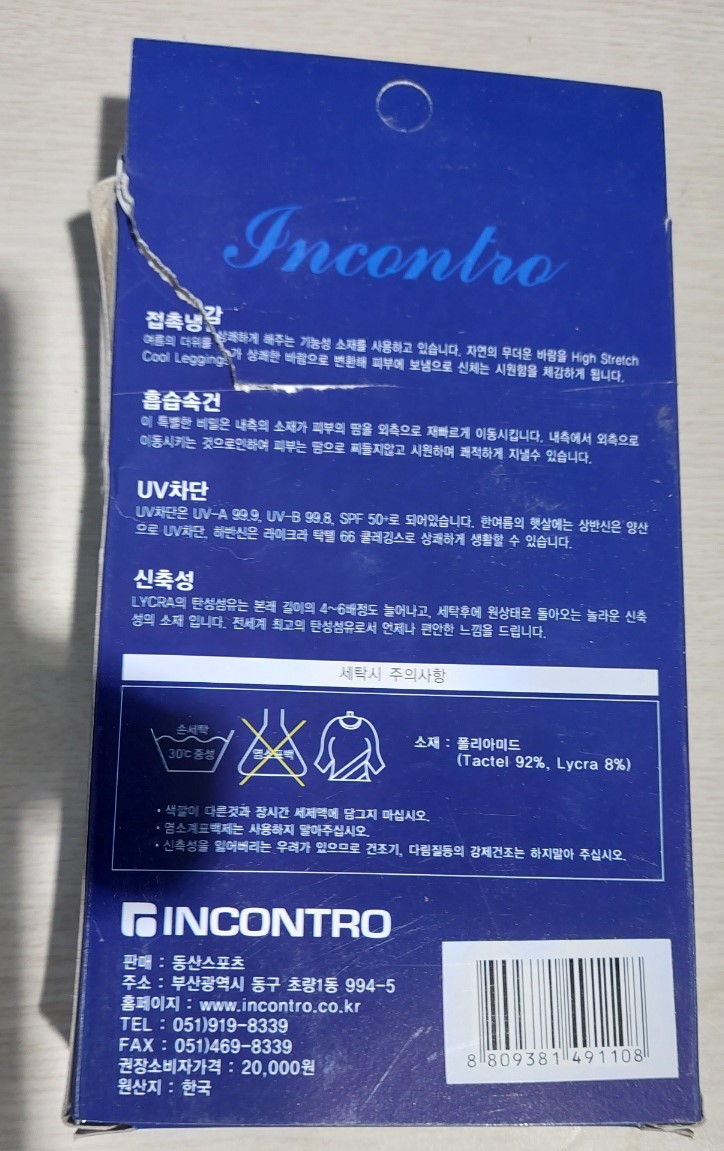 Incontro
접촉냉감
여름의 더위를 상쾌하게 해주는 기능성 소재를 사용하고 있습니다. 자연의 무더운 바람을 High Stretch
Cool Leggings가 상쾌한 바람으로 변환해 피부에 보냄으로 신체는 시원함을 체감하게 됩니다.
흡습속건
이 특별한 비밀은 내측의 소재가 피부의 땀을 외측으로 재빠르게 이동시킵니다. 내측에서 외측으로
이동시키는 것으로인하여 피부는 땀으로 찌들지않고 시원하며 쾌적하게 지낼수 있습니다.
UV차단
UV차단은 UV-A 99.9, UV-B 99.8, SPF 50+로 되어있습니다. 한여름의 햇살에는 상반신은 양산
으로 UV차단, 하반신은 라이크라 탁텔 66 쿨레깅스로 상쾌하게 생활할 수 있습니다.
신축성
LYCRA의 탄성섬유는 본래 길이의 4~6배정도 늘어나고, 세탁후에 원상태로 돌아오는 놀라운 신축
성의 소재 입니다. 전세계 최고의 탄성섬유로서 언제나 편안한 느낌을 드립니다.
세탁시 주의사항
손세탁
30℃ 중성
염소표백
소재 : 폴리아미드
(Tactel 92%, Lycra 8%)
· 색깔이 다른것과 장시간 세제액에 담그지 마십시오.
· 염소계표백제는 사용하지 말아주십시오.
· 신축성을 잃어버리는 우려가 있으므로 건조기, 다림질등의 강제건조는 하지말아 주십시오.
INCONTRO
판매 : 동산스포츠
주소 : 부산광역시 동구 초량1동 994-5
홈페이지 : www.incontro.co.kr
TEL : 051)919-8339
FAX : 051)469-8339
권장소비자가격 : 20,000원
원산지 : 한국
8 809381 491108